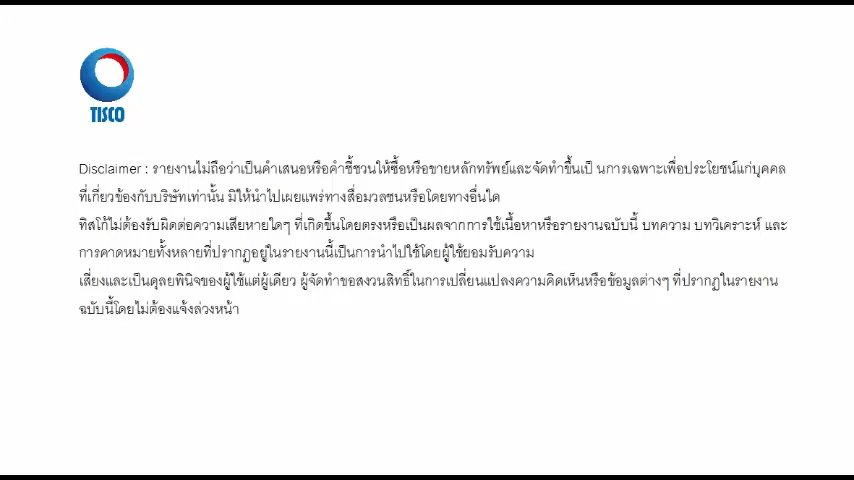 TISCO
Disclaimer : รายงานไม่ถือว่าเป็นคำเสนอหรือคำชี้ชวนให้ซื้อหรือขายหลักทรัพย์และจัดทำขึ้นเป็ นการเฉพาะเพื่อประโยชน์แก่บุคคล
ที่เกี่ยวข้องกับบริษัทเท่านั้น มิให้นำไปเผยแพร่ทางสื่อมวลชนหรือโดยทางอื่นใด
ทิสโก้ไม่ต้องรับผิดต่อความเสียหายใดๆ ที่เกิดขึ้นโดยตรงหรือเป็นผลจากการใช้เนื้อหาหรือรายงานฉบับนี้ บทความ บทวิเคราะห์ และ
การคาดหมายทั้งหลายที่ปรากฏอยู่ในรายงานนี้เป็นการนำไปใช้โดยผู้ใช้ยอมรับความ
เสี่ยงและเป็นดุลยพินิจของผู้ใช้แต่ผู้เดียว ผู้จัดทำขอสงวนสิทธิ์ในการเปลี่ยนแปลงความคิดเห็นหรือข้อมูลต่างๆ ที่ปรากฏในรายงาน
ฉบับนี้โดยไม่ต้องแจ้งล่วงหน้า